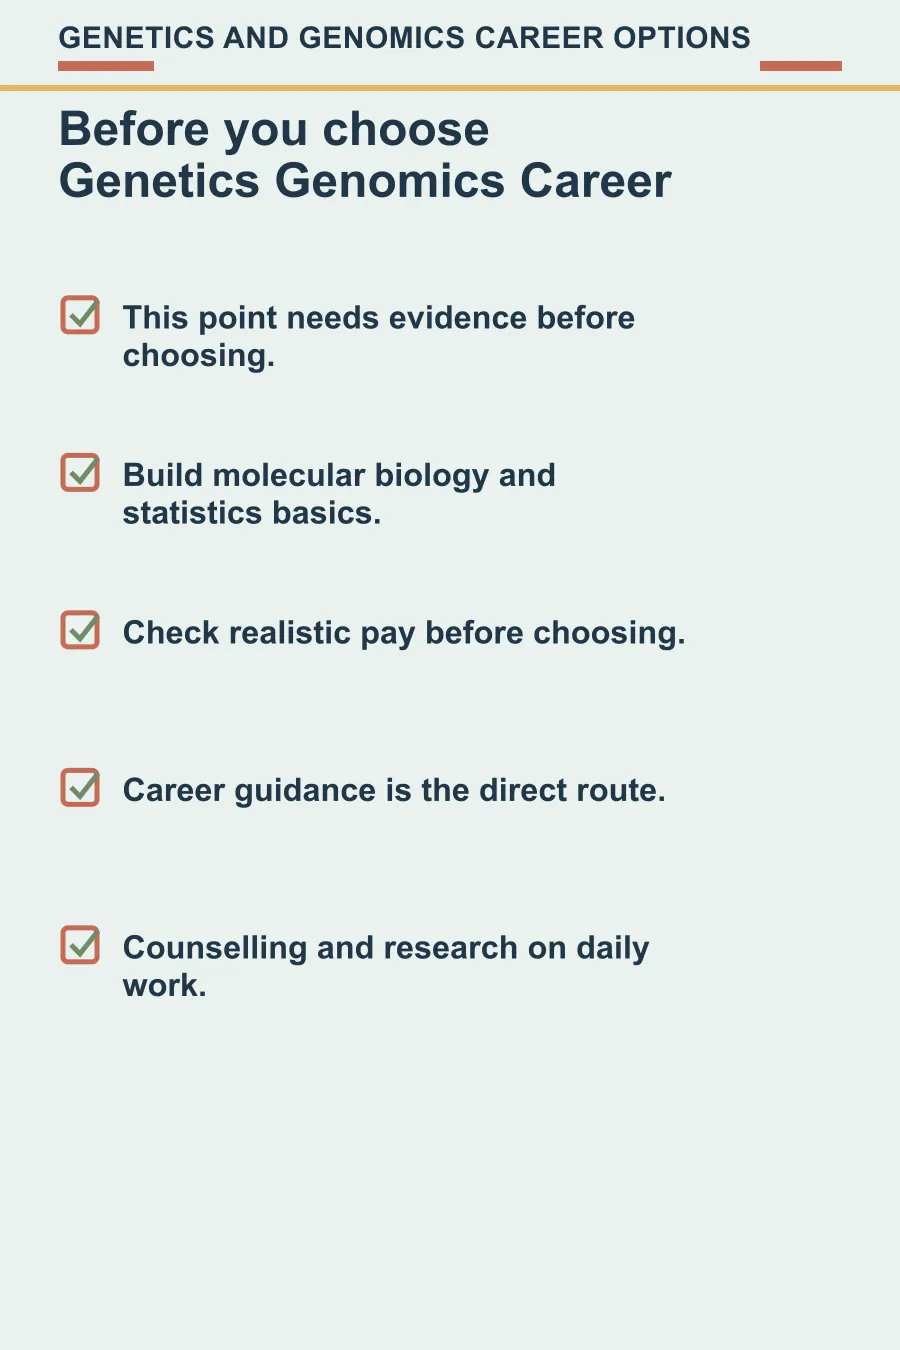 GENETICS AND GENOMICS CAREER OPTIONS
Before you choose
Genetics Genomics Career
This point needs evidence before
choosing.
Build molecular biology and
statistics basics.
Check realistic pay before choosing.
Career guidance is the direct route.
Counselling and research on daily
work.